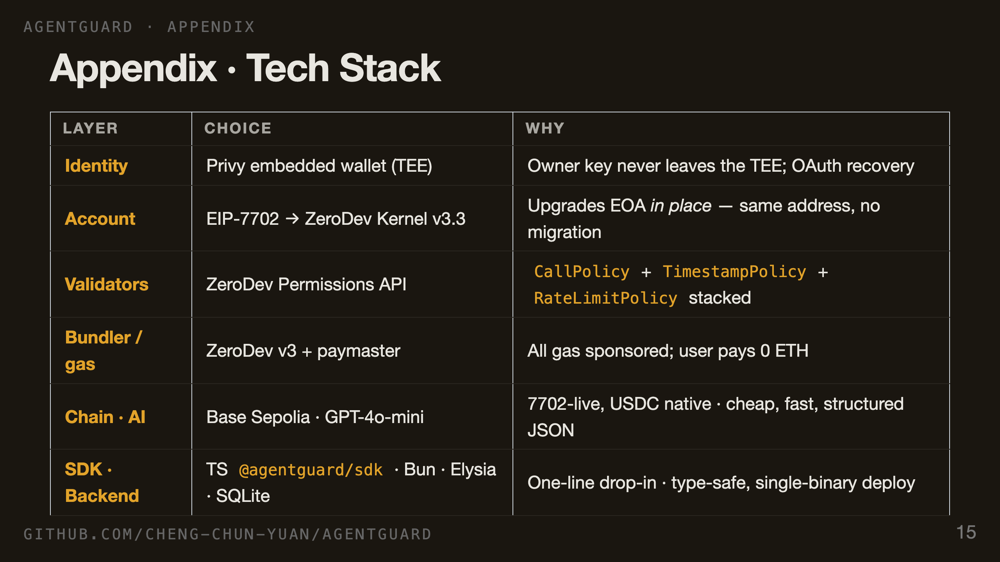 AGENTGUARD · APPENDIX
Appendix · Tech Stack
LAYER CHOICE WHY
Identity Privy embedded wallet (TEE) Owner key never leaves the TEE; OAuth recovery
Account EIP-7702 → ZeroDev Kernel v3.3 Upgrades EOA in place — same address, no
migration
Validators ZeroDev Permissions API CallPolicy + TimestampPolicy +
RateLimitPolicy stacked
Bundler /
gas ZeroDev v3 + paymaster All gas sponsored; user pays 0 ETH
Chain · AI Base Sepolia · GPT-4o-mini 7702-live, USDC native · cheap, fast, structured
JSON
SDK ·
Backend TS @agentguard/sdk · Bun · Elysia
· SQLite One-line drop-in · type-safe, single-binary deploy
GITHUB.COM/CHENG-CHUN-YUAN/AGENTGUARD
15